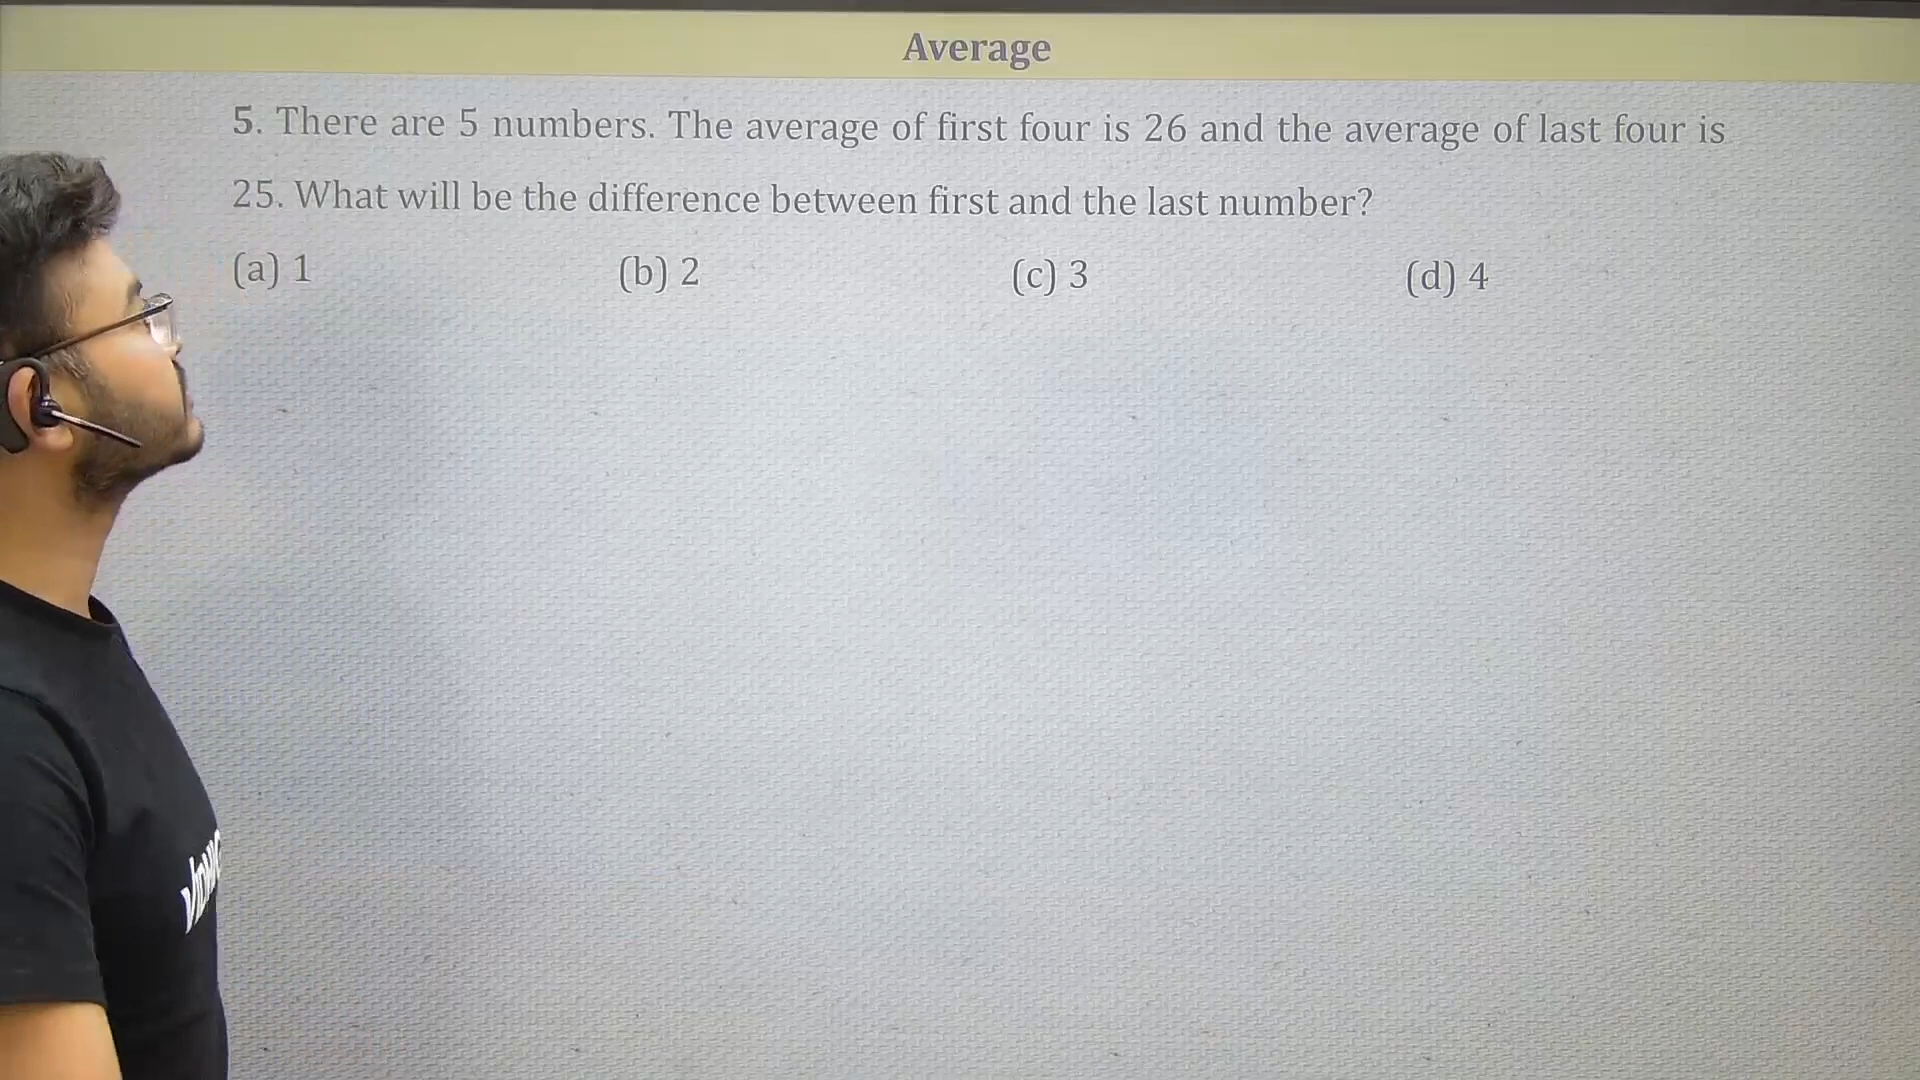 Average
5. There are 5 numbers. The average of first four is 26 and the average of last four is
25. What will be the difference between first and the last number?
(a) 1 (b) 2 (c) 3 (d) 4